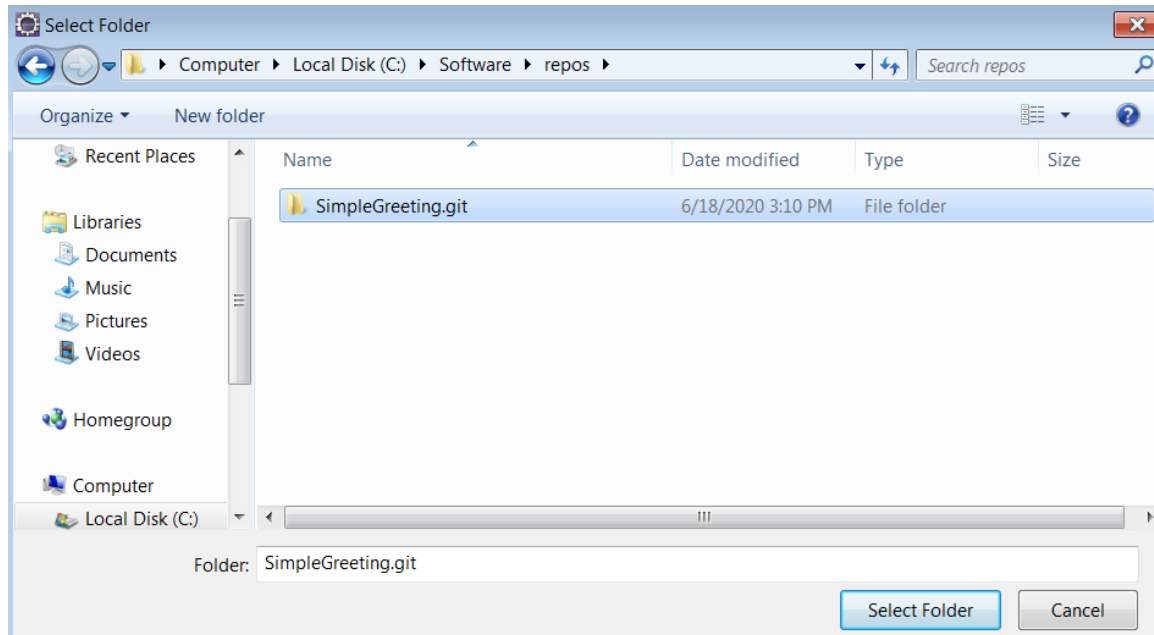 Select Folder
Computer Local Disk (C:) Software repos Search repos
Organize New folder
Name Date modified Type Size
SimpleGreeting.git 6/18/2020 3:10 PM File folder
Recent Places
Libraries
Documents
Music
Pictures
Videos
Homegroup
Computer
Local Disk (C:)
Folder: SimpleGreeting.git
Select Folder Cancel